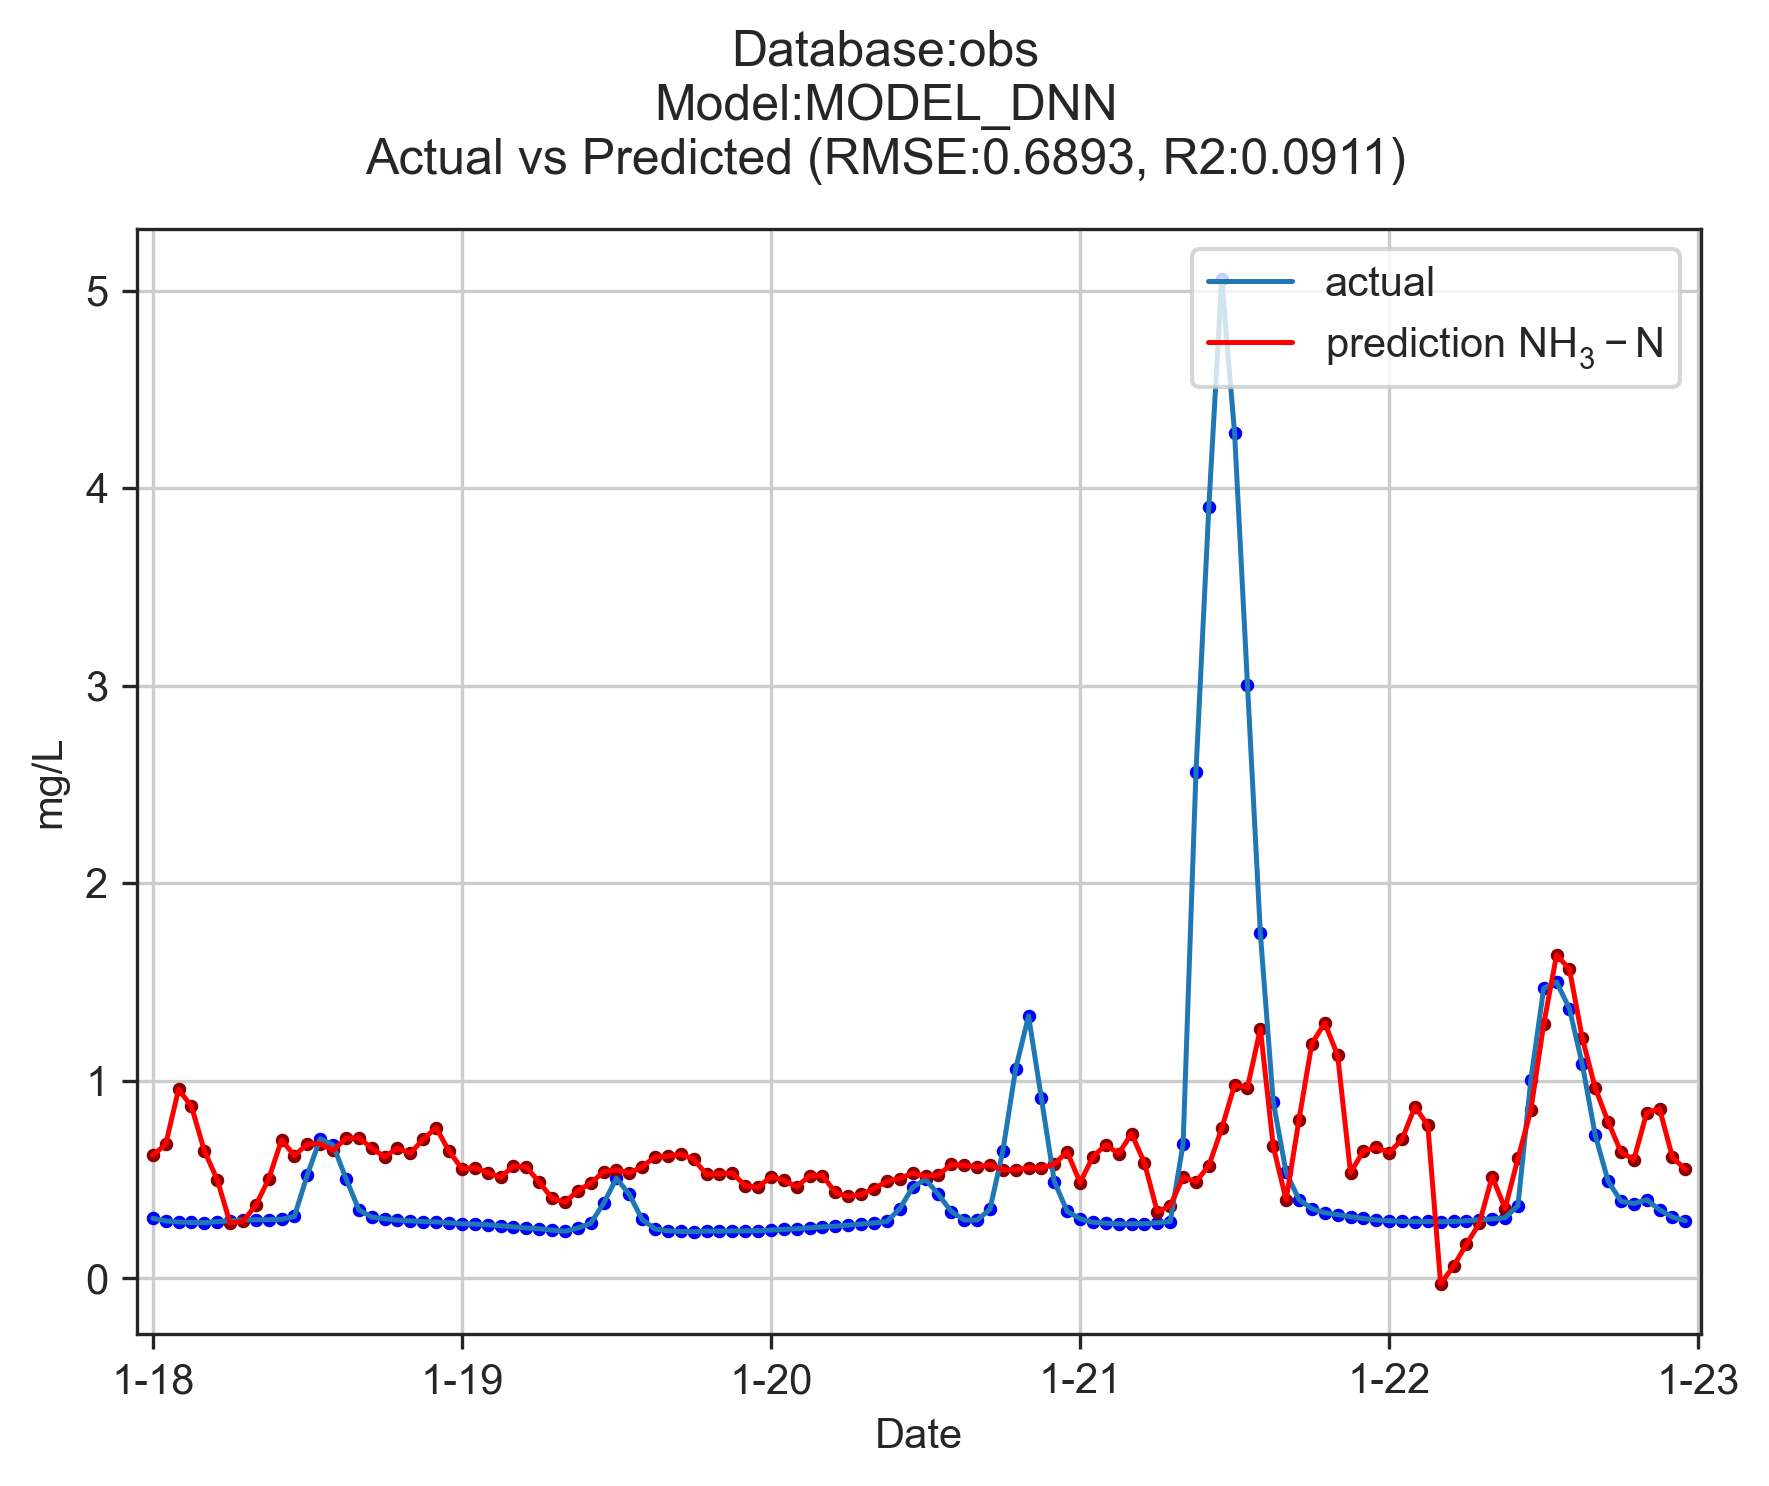 Database:obs
Model:MODEL_DNN
Actual vs Predicted (RMSE:0.6893, R2:0.0911)
actual
prediction NH₃ − N
5
4
3
2
1
0
mg/L
1-18 1-19 1-20 1-21 1-22 1-23
Date